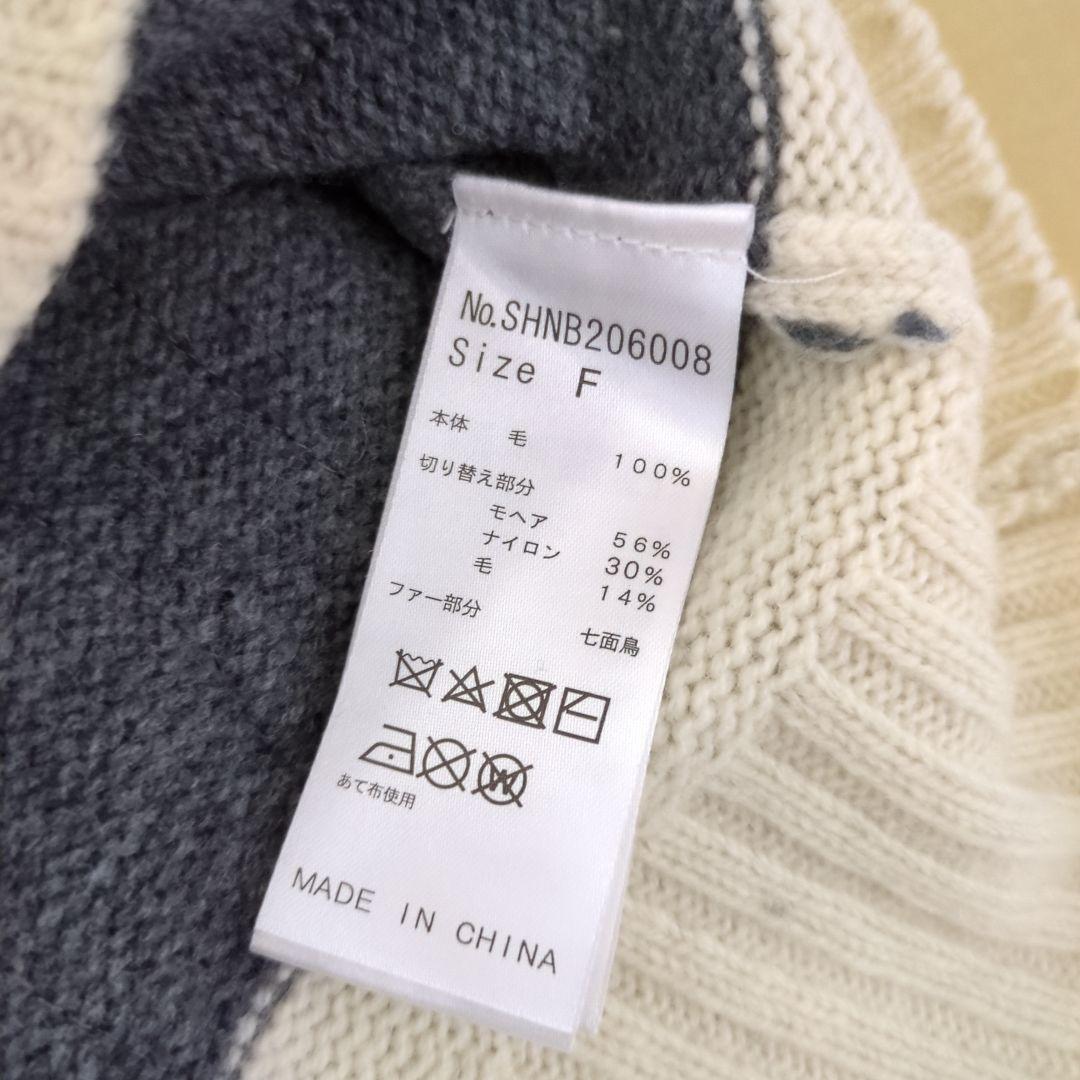 No.SHNB206008
Size F
本体 毛 100%
切り替え部分
モヘア 56%
ナイロン 30%
毛 14%
ファー部分 七面鳥
W
あて布使用
MADE IN CHINA